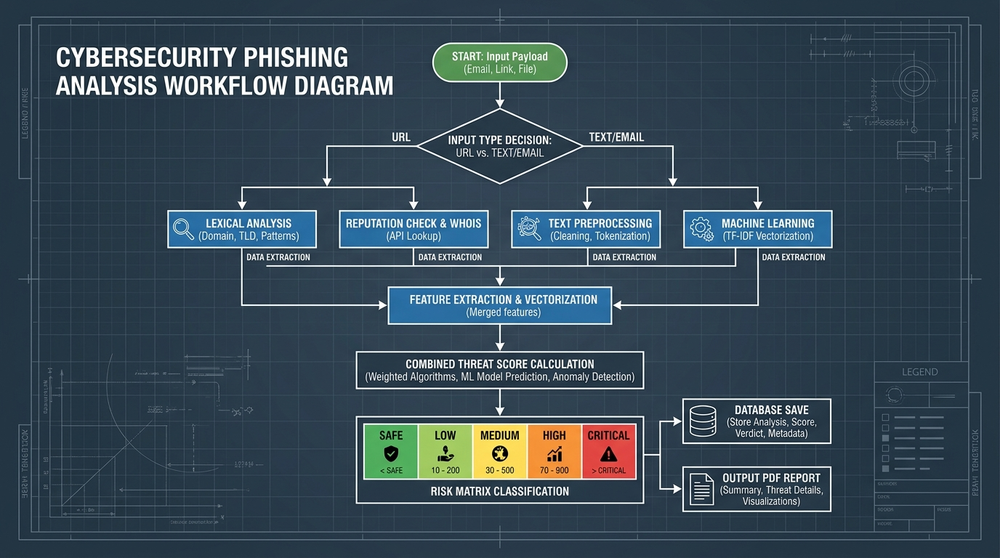 CYBERSECURITY PHISHING
ANALYSIS WORKFLOW DIAGRAM
START: Input Payload
(Email, Link, File)
URL
INPUT TYPE DECISION:
URL vs. TEXT/EMAIL
TEXT/EMAIL
LEXICAL ANALYSIS
(Domain, TLD, Patterns)
REPUTATION CHECK & WHOIS
(API Lookup)
TEXT PREPROCESSING
(Cleaning, Tokenization)
MACHINE LEARNING
(TF-IDF Vectorization)
DATA EXTRACTION
DATA EXTRACTION
DATA EXTRACTION
DATA EXTRACTION
FEATURE EXTRACTION & VECTORIZATION
(Merged features)
COMBINED THREAT SCORE CALCULATION
(Weighted Algorithms, ML Model Prediction, Anomaly Detection)
SAFE
< SAFE
LOW
10 - 200
MEDIUM
30 - 500
HIGH
70 - 900
CRITICAL
> CRITICAL
RISK MATRIX CLASSIFICATION
DATABASE SAVE
(Store Analysis, Score,
Verdict, Metadata)
OUTPUT PDF REPORT
(Summary, Threat Details,
Visualizations)
LEGEND